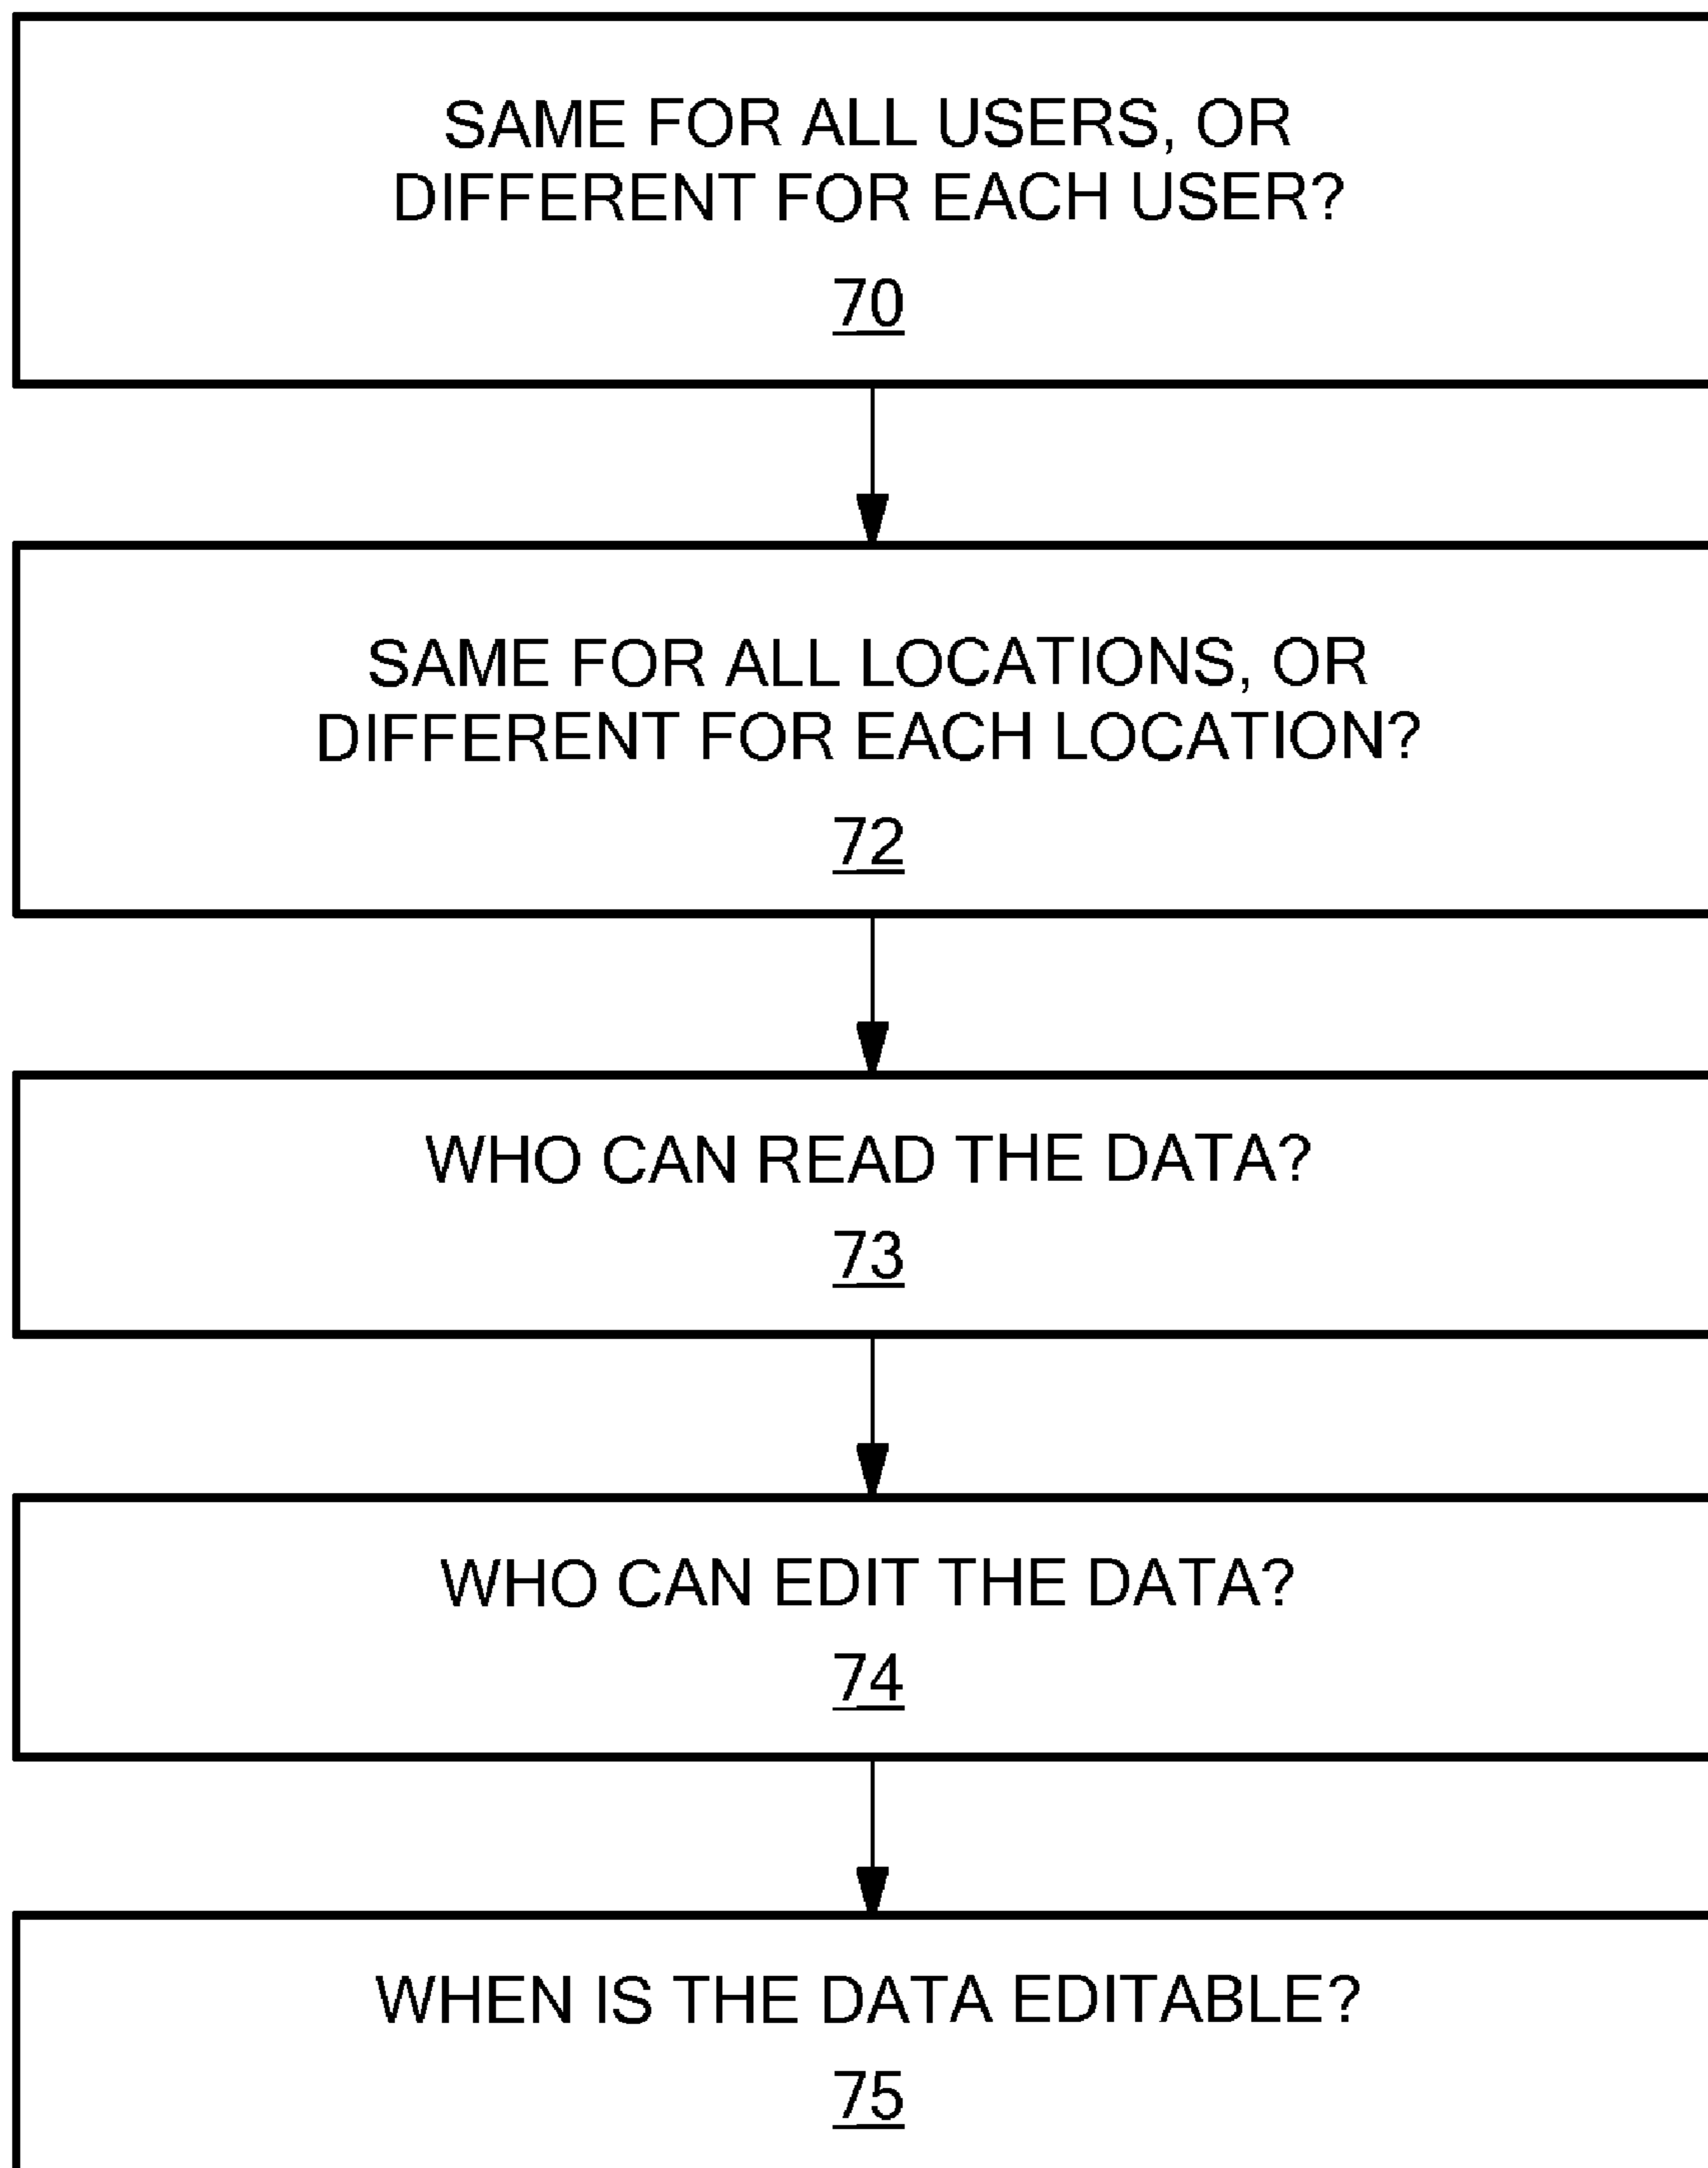 SAME FOR ALL USERS, OR
DIFFERENT FOR EACH USER?
70
SAME FOR ALL LOCATIONS, OR
DIFFERENT FOR EACH LOCATION?
72
WHO CAN READ THE DATA?
73
WHO CAN EDIT THE DATA?
74
WHEN IS THE DATA EDITABLE?
75